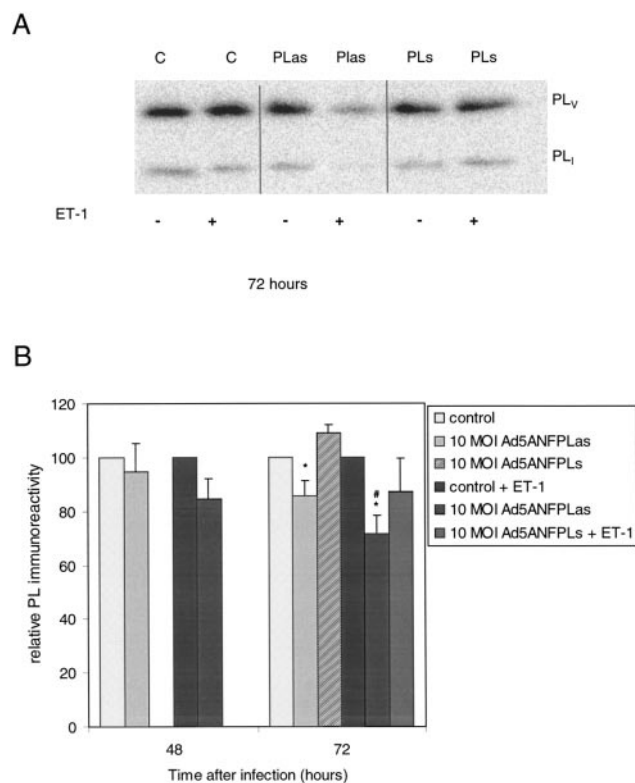 A
C C PLas Plas PLs PLs
PLV
PLI
ET-1 - + - + - +
72 hours
B
relative PL immunoreactivity
120
100
80
60
40
20
0
*
#
*
48 72
Time after infection (hours)
control
10 MOI Ad5ANFPLas
10 MOI Ad5ANFPLs
control + ET-1
10 MOI Ad5ANFPLas
10 MOI Ad5ANFPLs + ET-1